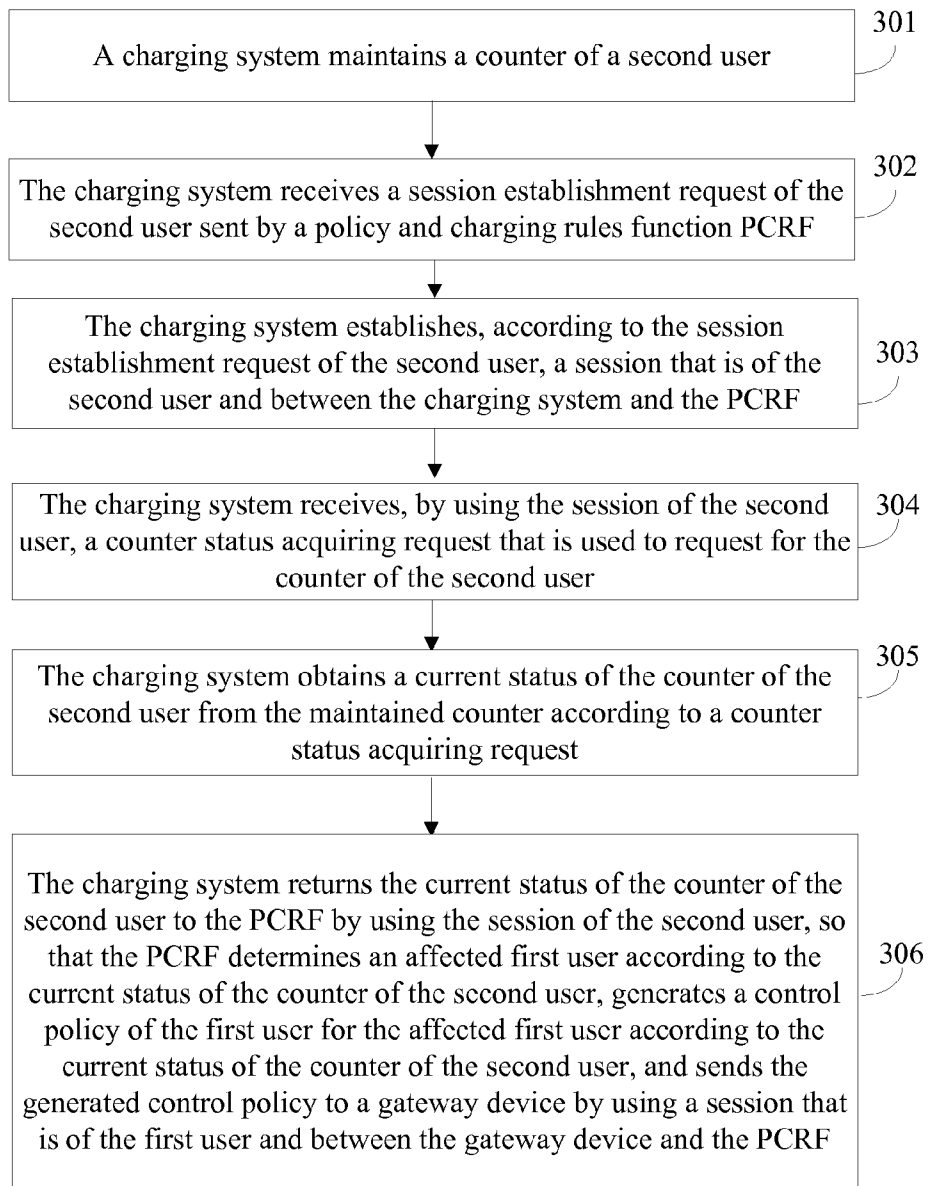 A charging system maintains a counter of a second user
301
The charging system receives a session establishment request of the
second user sent by a policy and charging rules function PCRF
302
The charging system establishes, according to the session
establishment request of the second user, a session that is of the
second user and between the charging system and the PCRF
303
The charging system receives, by using the session of the second
user, a counter status acquiring request that is used to request for the
counter of the second user
304
The charging system obtains a current status of the counter of the
second user from the maintained counter according to a counter
status acquiring request
305
The charging system returns the current status of the counter of the
second user to the PCRF by using the session of the second user, so
that the PCRF determines an affected first user according to the
current status of the counter of the second user, generates a control
policy of the first user for the affected first user according to the
current status of the counter of the second user, and sends the
generated control policy to a gateway device by using a session that
is of the first user and between the gateway device and the PCRF
306